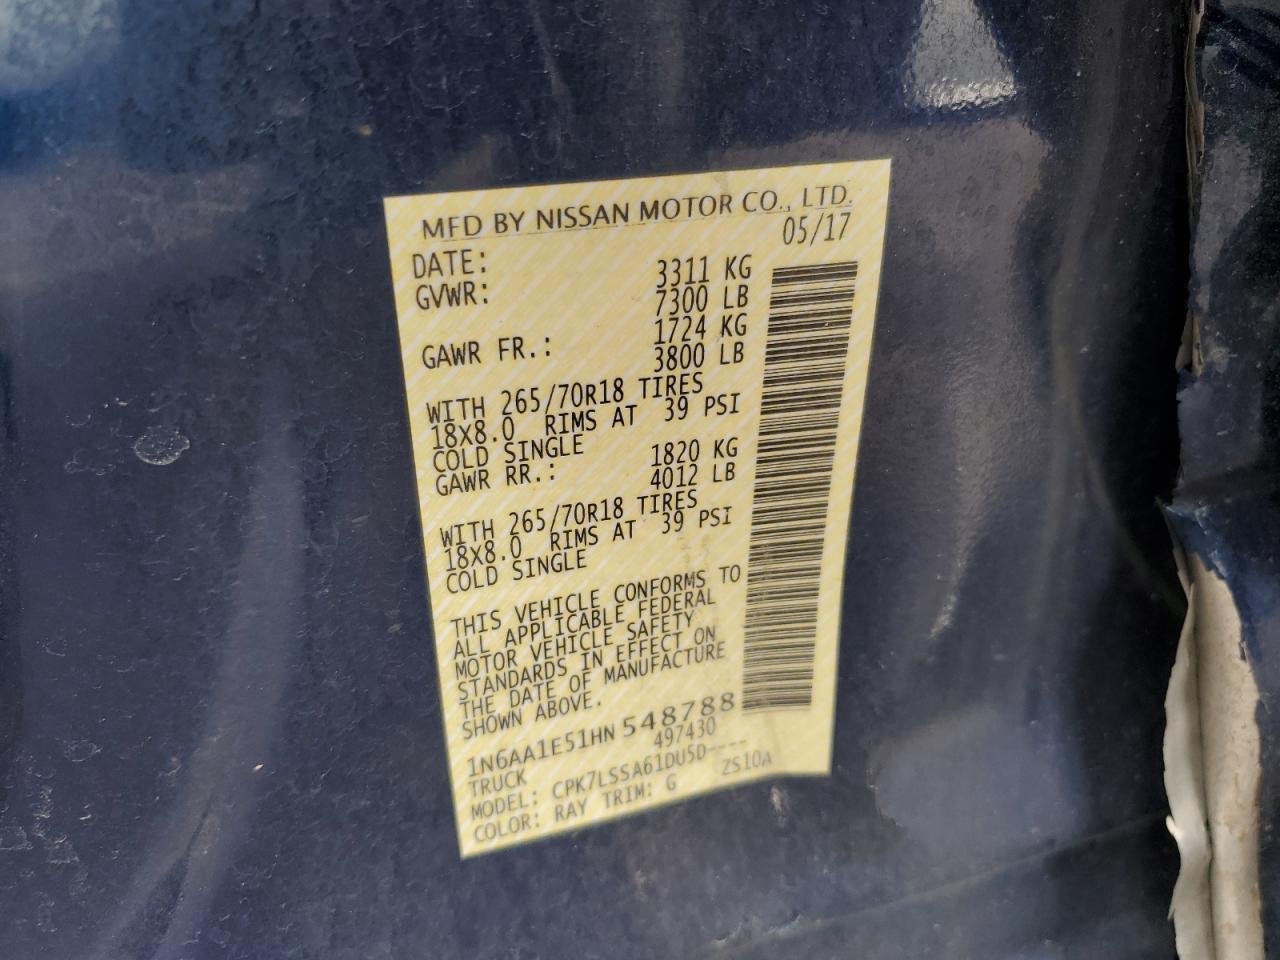 MFD BY NISSAN MOTOR CO., LTD.
DATE: 05/17
GVWR: 3311 KG
7300 LB
GAWR FR.: 1724 KG
3800 LB
WITH 265/70R18 TIRES
18X8.0 RIMS AT 39 PSI
COLD SINGLE
GAWR RR.: 1820 KG
4012 LB
WITH 265/70R18 TIRES
18X8.0 RIMS AT 39 PSI
COLD SINGLE
THIS VEHICLE CONFORMS TO
ALL APPLICABLE FEDERAL
MOTOR VEHICLE SAFETY
STANDARDS IN EFFECT ON
THE DATE OF MANUFACTURE
SHOWN ABOVE.
1N6AA1E51HN548788
TRUCK 497430
MODEL: CPK7LSSA61DU5D----
COLOR: RAY TRIM: G ZS10A